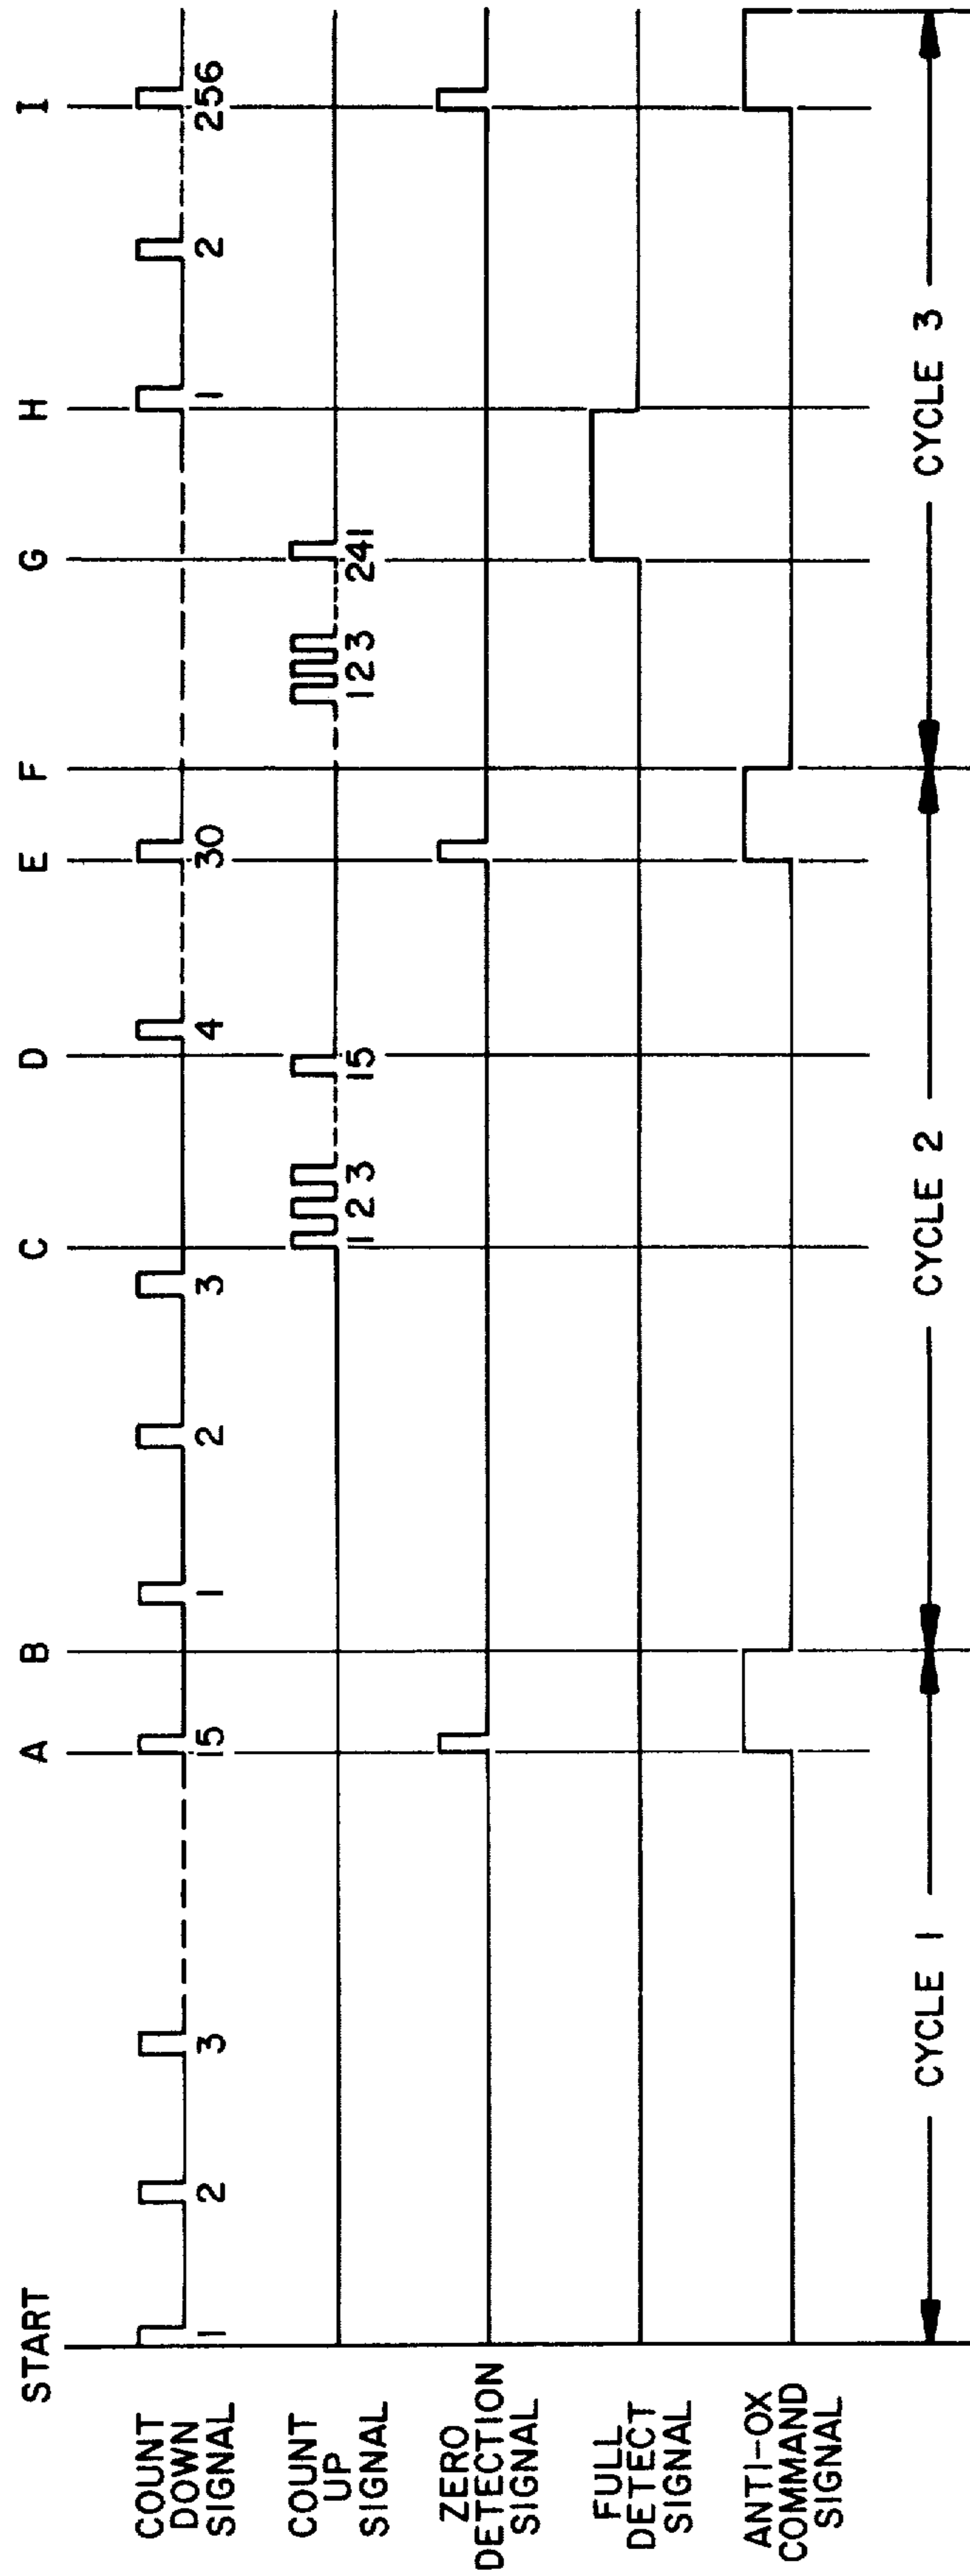 START A B C D E F G H I
COUNT
DOWN
SIGNAL
1 2 3 15 1 2 3 4 30 1 2 256
COUNT
UP
SIGNAL
1 2 3 15 1 2 3 241
ZERO
DETECTION
SIGNAL
FULL
DETECT
SIGNAL
ANTI-OX
COMMAND
SIGNAL
CYCLE 1 CYCLE 2 CYCLE 3